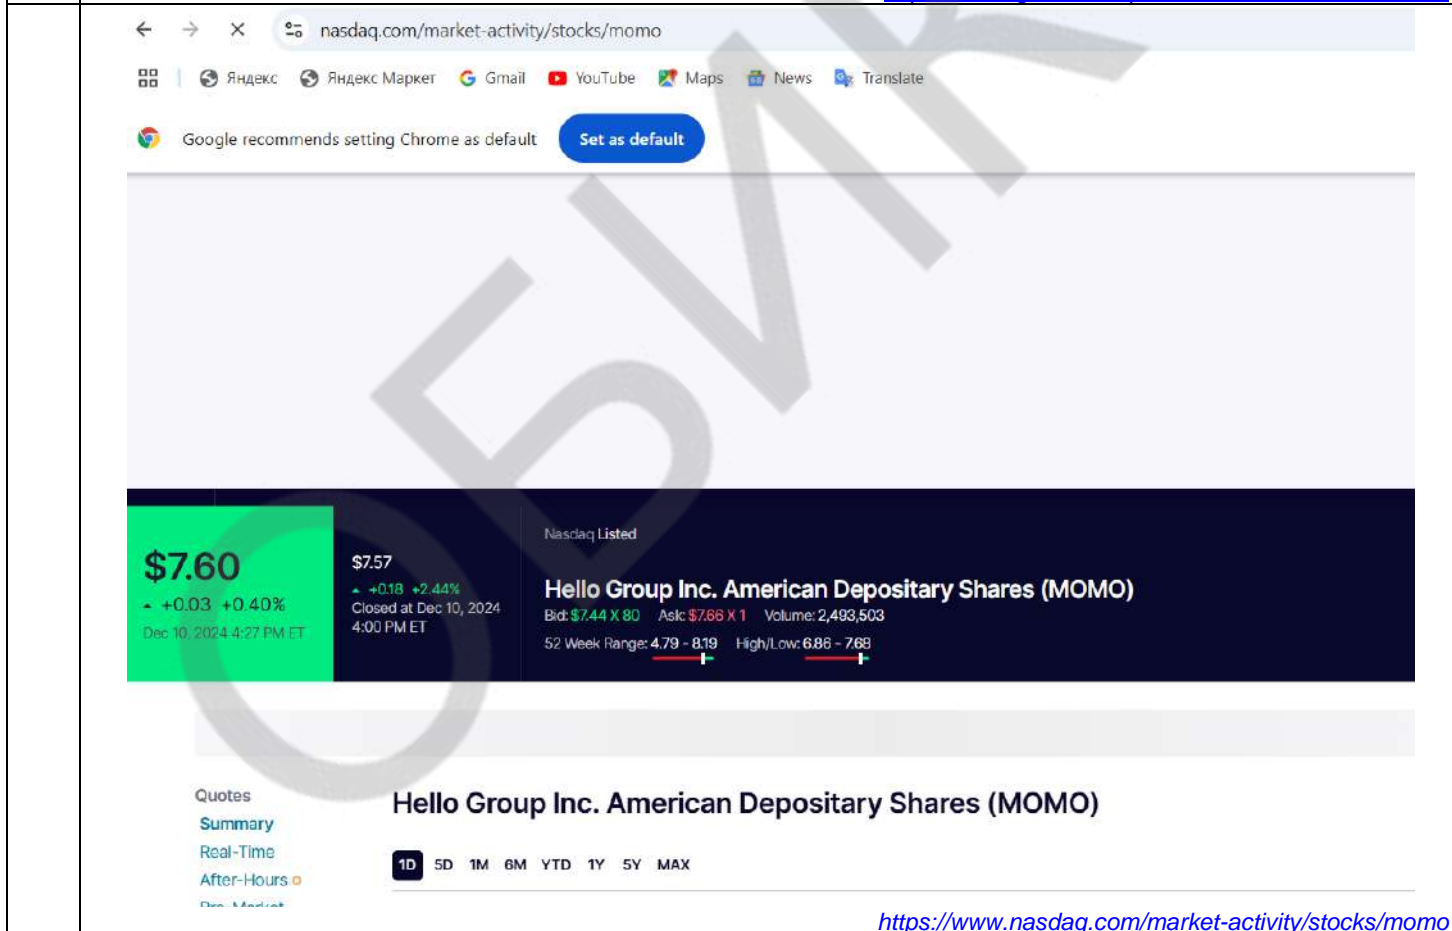 nasdaq.com/market-activity/stocks/momo
Яндекс Яндекс Маркет Gmail YouTube Maps News Translate
Google recommends setting Chrome as default Set as default
ОБИК
Nasdaq Listed
$7.60
+0.03 +0.40%
Dec 10, 2024 4:27 PM ET
$7.57
+0.18 +2.44%
Closed at Dec 10, 2024
4:00 PM ET
Hello Group Inc. American Depositary Shares (MOMO)
Bid: $7.44 X 80 Ask: $7.66 X 1 Volume: 2,493,503
52 Week Range: 4.79 - 8.19 High/Low: 6.86 - 7.68
Quotes
Summary
Real-Time
After-Hours
Pre-Market
Hello Group Inc. American Depositary Shares (MOMO)
1D 5D 1M 6M YTD 1Y 5Y MAX
https://www.nasdaq.com/market-activity/stocks/momo